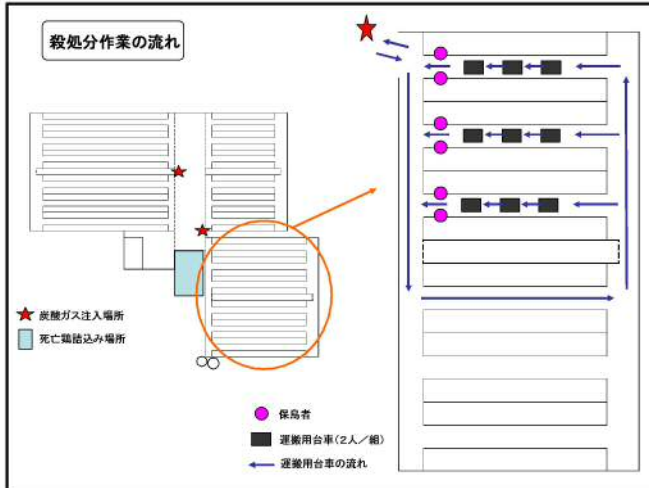 殺処分作業の流れ
炭酸ガス注入場所
死亡鶏詰込み場所
保鳥者
運搬用台車(2人/組)
運搬用台車の流れ